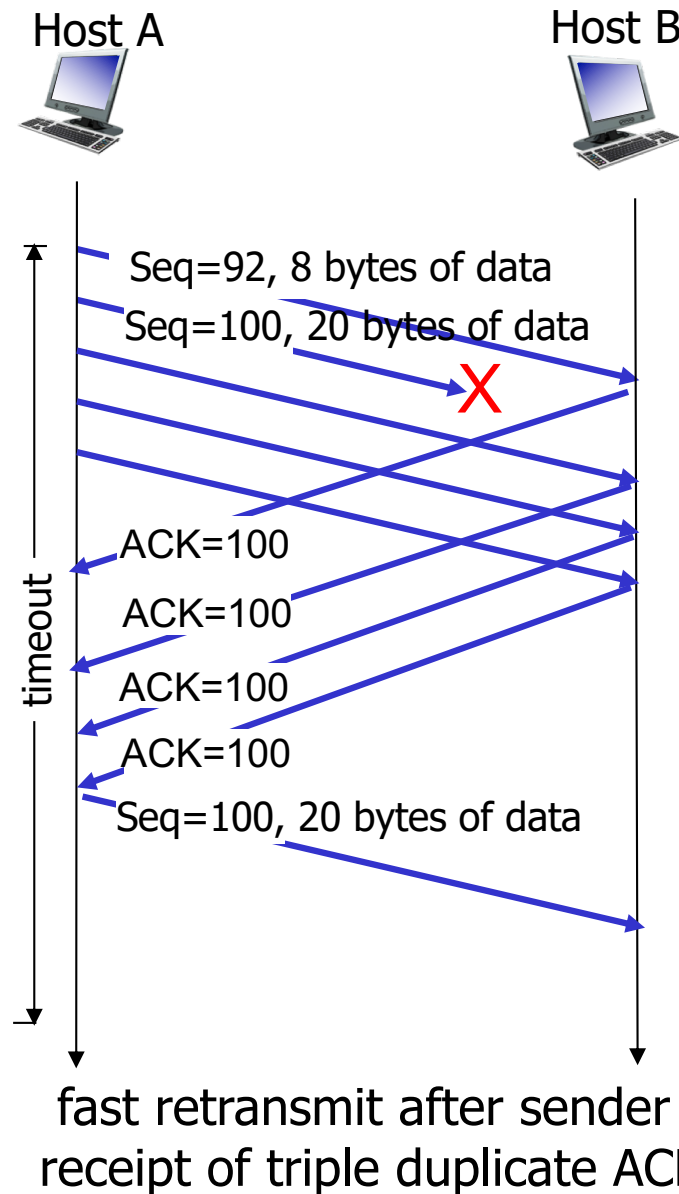 Host A
Host B
Seq=92, 8 bytes of data
Seq=100, 20 bytes of data
X
ACK=100
ACK=100
ACK=100
ACK=100
timeout
Seq=100, 20 bytes of data
fast retransmit after sender
receipt of triple duplicate ACK